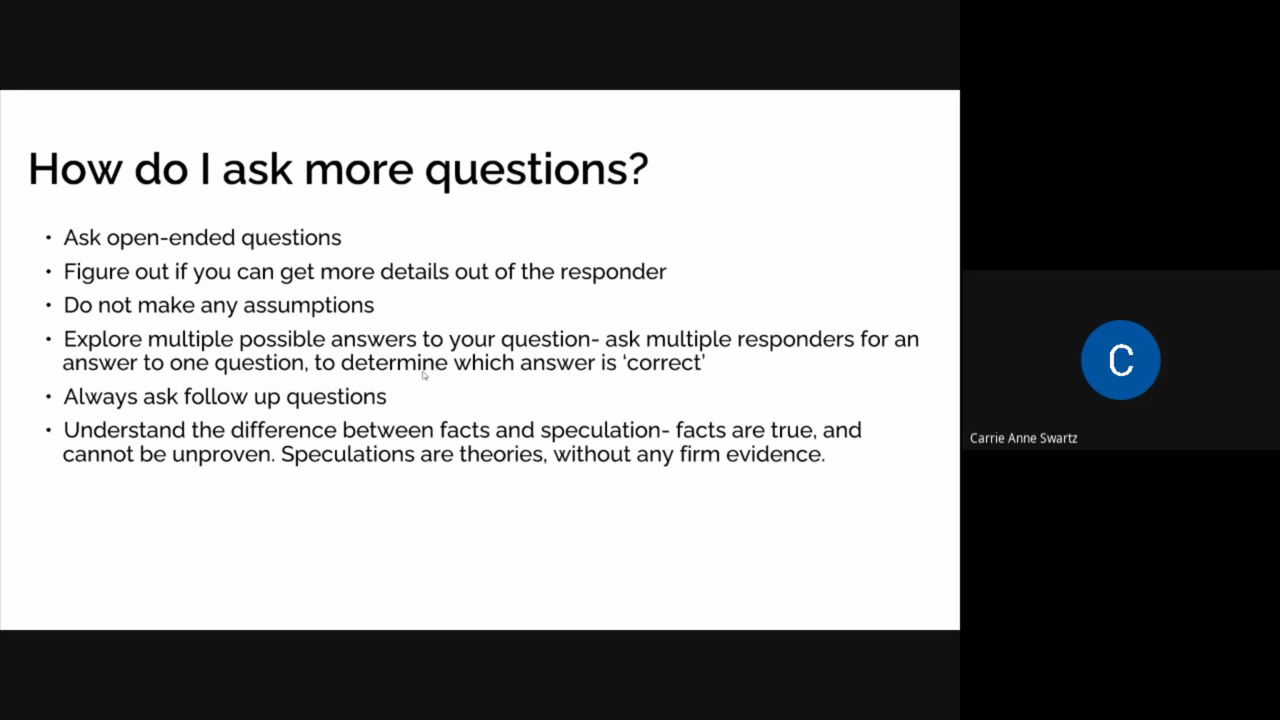 How do I ask more questions?
• Ask open-ended questions
• Figure out if you can get more details out of the responder
• Do not make any assumptions
• Explore multiple possible answers to your question- ask multiple responders for an
answer to one question, to determine which answer is ‘correct’
• Always ask follow up questions
• Understand the difference between facts and speculation- facts are true, and
cannot be unproven. Speculations are theories, without any firm evidence.
C
Carrie Anne Swartz